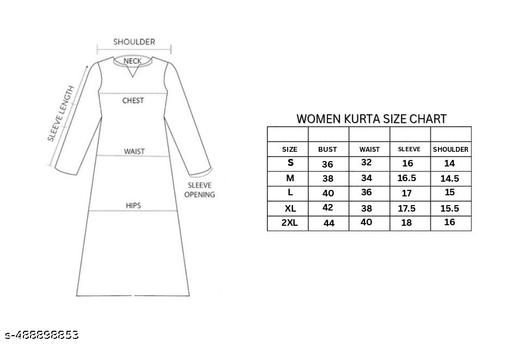 SHOULDER
NECK
SLEEVE LENGTH
CHEST
WAIST
SLEEVE
OPENING
HIPS
WOMEN KURTA SIZE CHART
SIZE BUST WAIST SLEEVE SHOULDER
S 36 32 16 14
M 38 34 16.5 14.5
L 40 36 17 15
XL 42 38 17.5 15.5
2XL 44 40 18 16
s-488898853